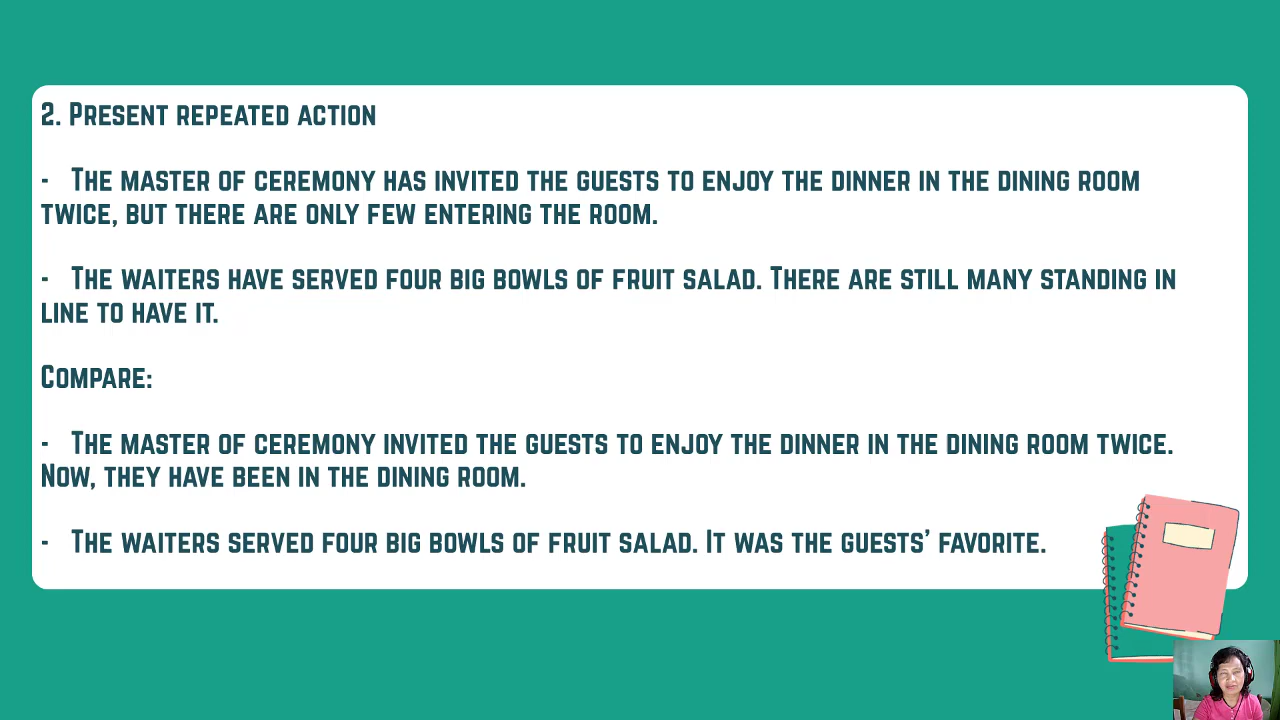 2. Present repeated action
- The master of ceremony has invited the guests to enjoy the dinner in the dining room
twice, but there are only few entering the room.
- The waiters have served four big bowls of fruit salad. There are still many standing in
line to have it.
Compare:
- The master of ceremony invited the guests to enjoy the dinner in the dining room twice.
Now, they have been in the dining room.
- The waiters served four big bowls of fruit salad. It was the guests’ favorite.